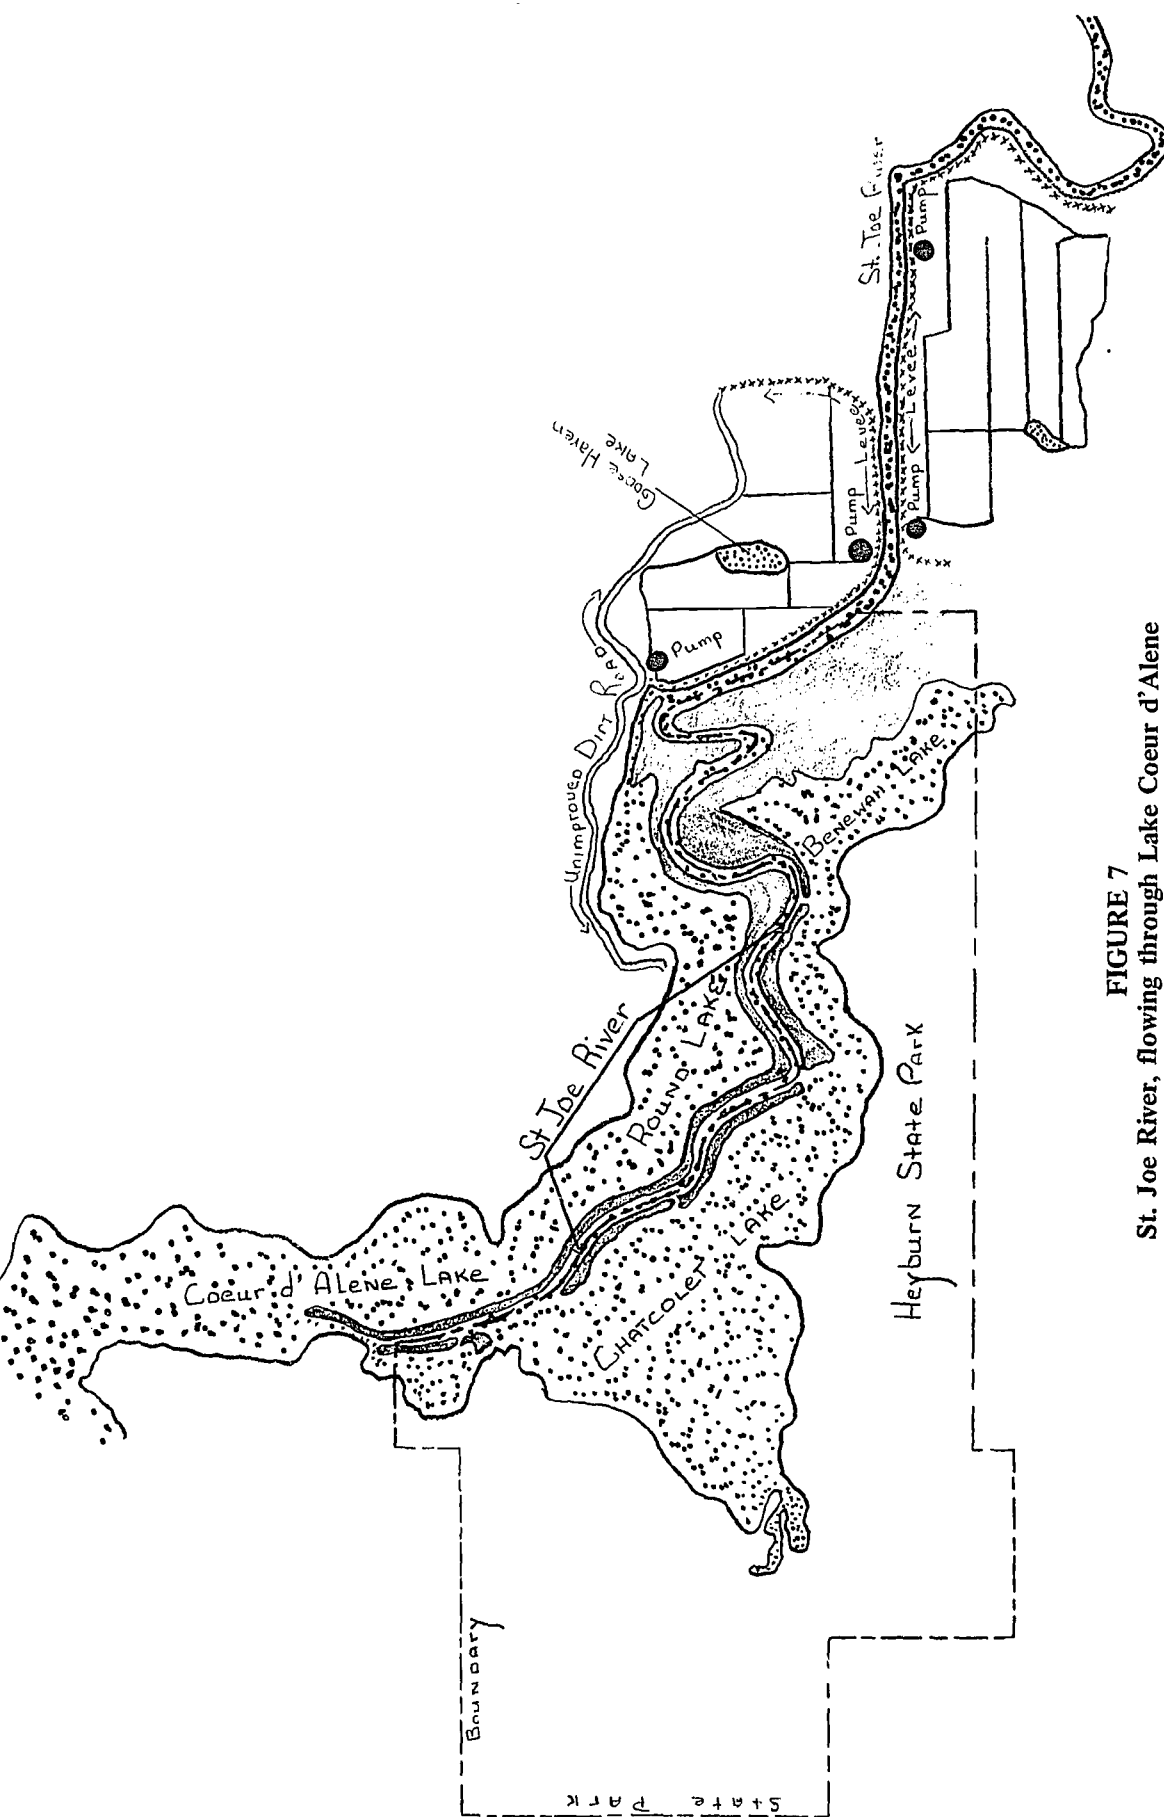 Coeur d' Alene Lake
St Joe River
Round Lake
Chatcolet Lake
Benewah Lake
Unimproved Dirt Road
Goose Haven
Lake
Pump
Pump
Levee
St. Joe River
Pump
Levee
Pump
Heyburn State Park
Boundary
State Park
FIGURE 7
St. Joe River, flowing through Lake Coeur d'Alene